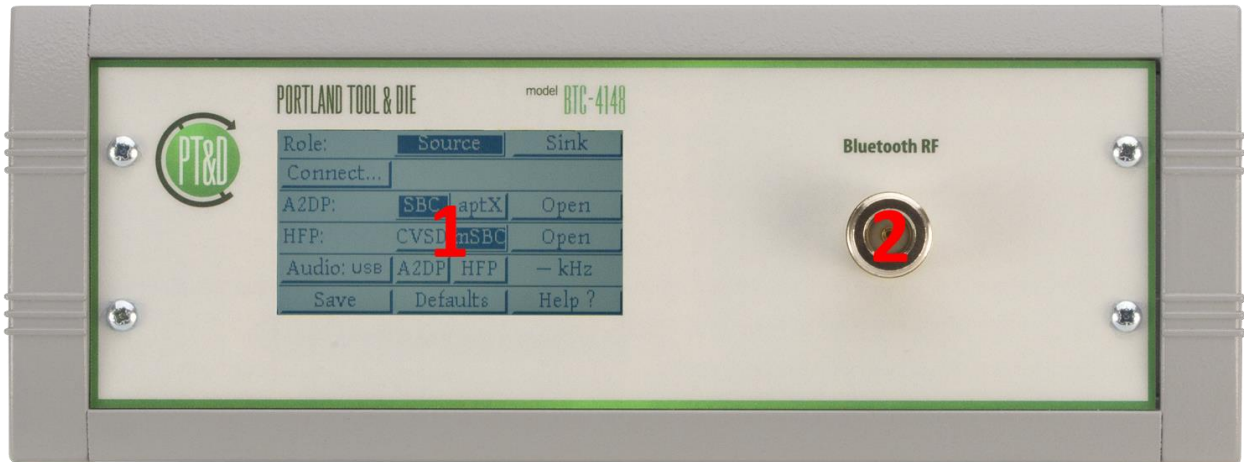 PORTLAND TOOL & DIE model BTC-4148
PT&D
Role: Source Sink
Connect...
A2DP: SBC aptX Open
HFP: CVSD mSBC Open
Audio: USB A2DP HFP — kHz
Save Defaults Help ?
1
Bluetooth RF
2